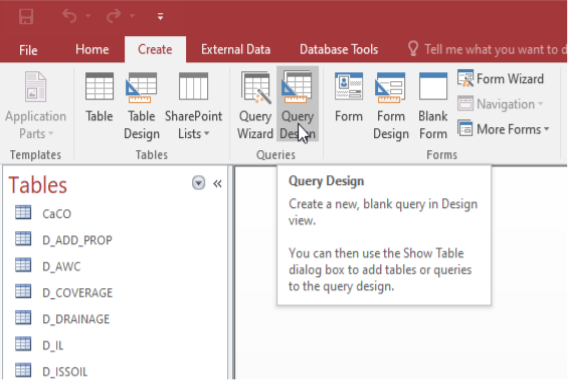 File Home Create External Data Database Tools Tell me what you want to d
Application Parts
Table
Table Design
SharePoint Lists
Query Wizard
Query Design
Form
Form Design
Blank Form
Form Wizard
Navigation
More Forms
Templates Tables Queries Forms
Tables
CaCO
D_ADD_PROP
D_AWC
D_COVERAGE
D_DRAINAGE
D_IL
D_ISSOIL
Query Design
Create a new, blank query in Design
view.
You can then use the Show Table
dialog box to add tables or queries
to the query design.